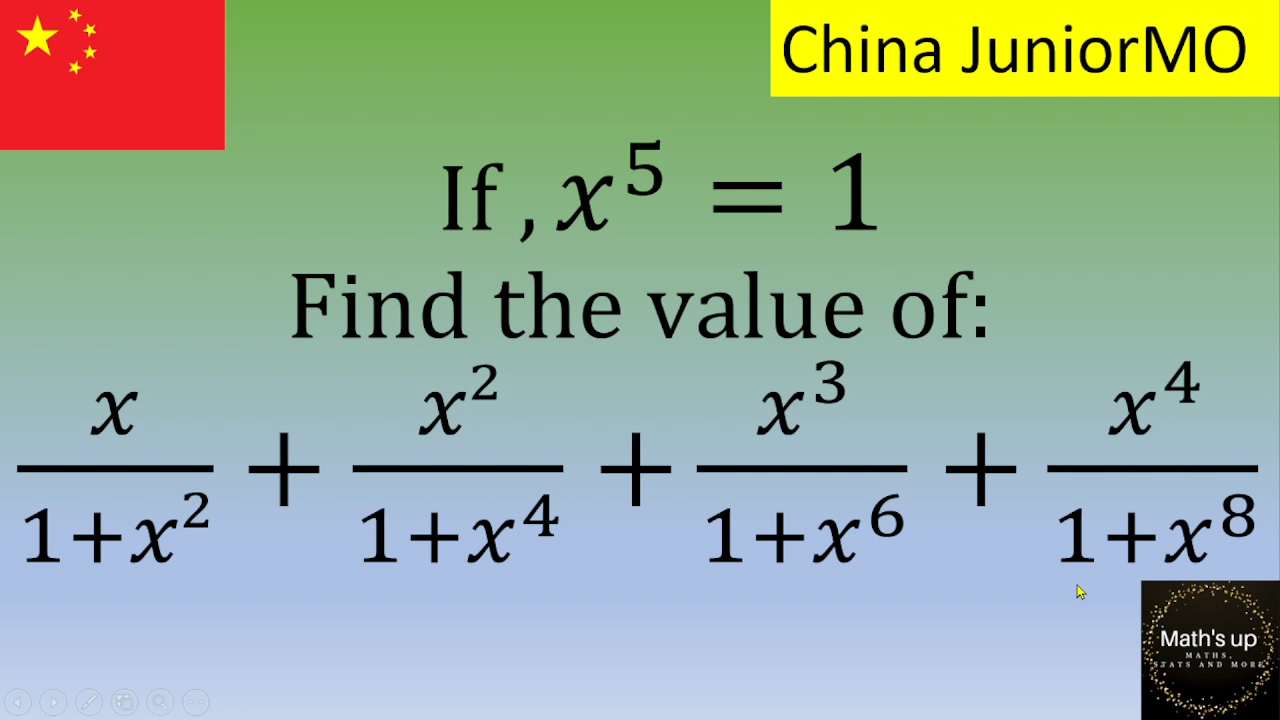 China JuniorMO
If , x⁵ = 1
Find the value of:
x/(1+x²) + x²/(1+x⁴) + x³/(1+x⁶) + x⁴/(1+x⁸)
Math's up
MATHS,
STATS AND MORE